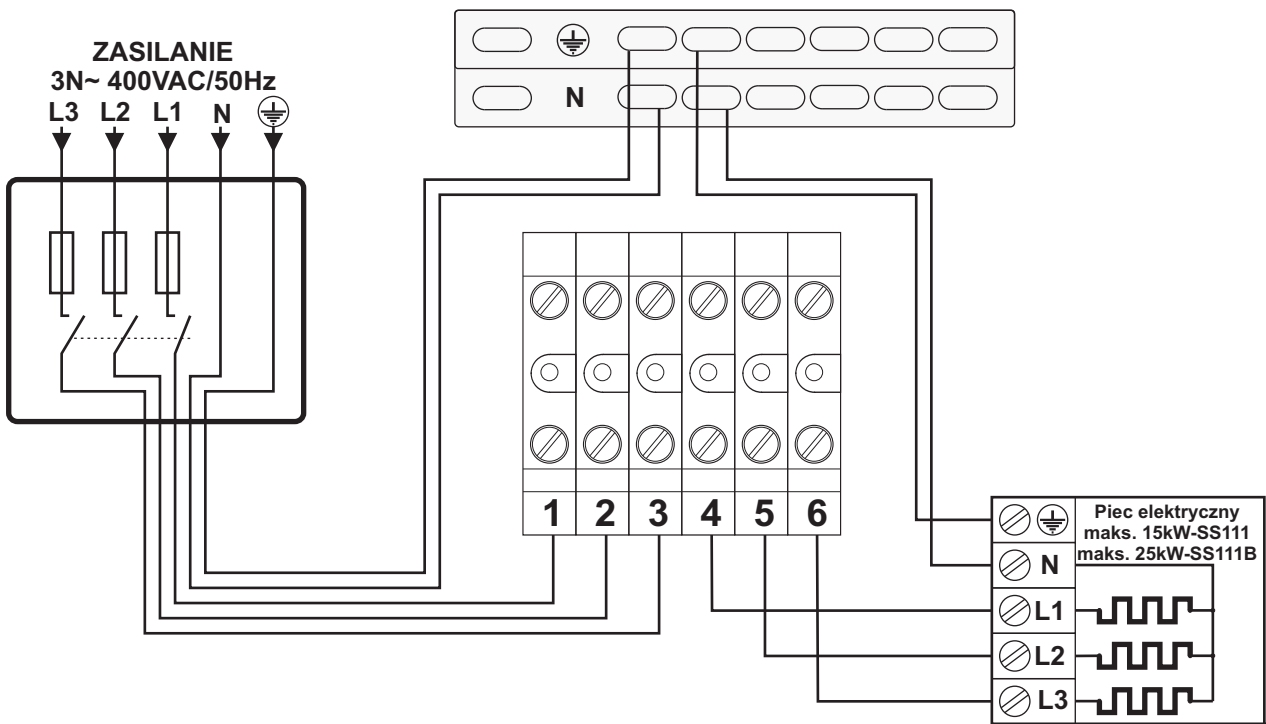 ZASILANIE
3N~ 400VAC/50Hz
L3 L2 L1 N
N
1 2 3 4 5 6
Piec elektryczny
maks. 15kW-SS111
maks. 25kW-SS111B
N
L1
L2
L3